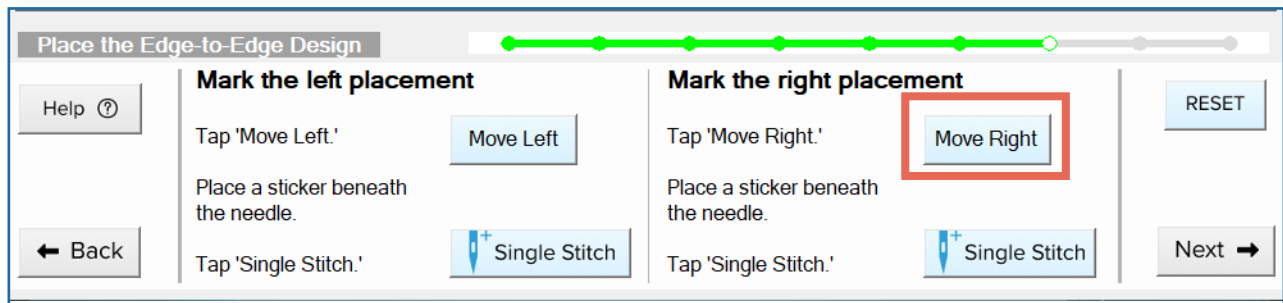 Place the Edge-to-Edge Design
Help ?
← Back
Mark the left placement
Tap 'Move Left.'
Move Left
Place a sticker beneath
the needle.
Tap 'Single Stitch.'
Single Stitch
Mark the right placement
Tap 'Move Right.'
Move Right
Place a sticker beneath
the needle.
Tap 'Single Stitch.'
Single Stitch
RESET
Next →